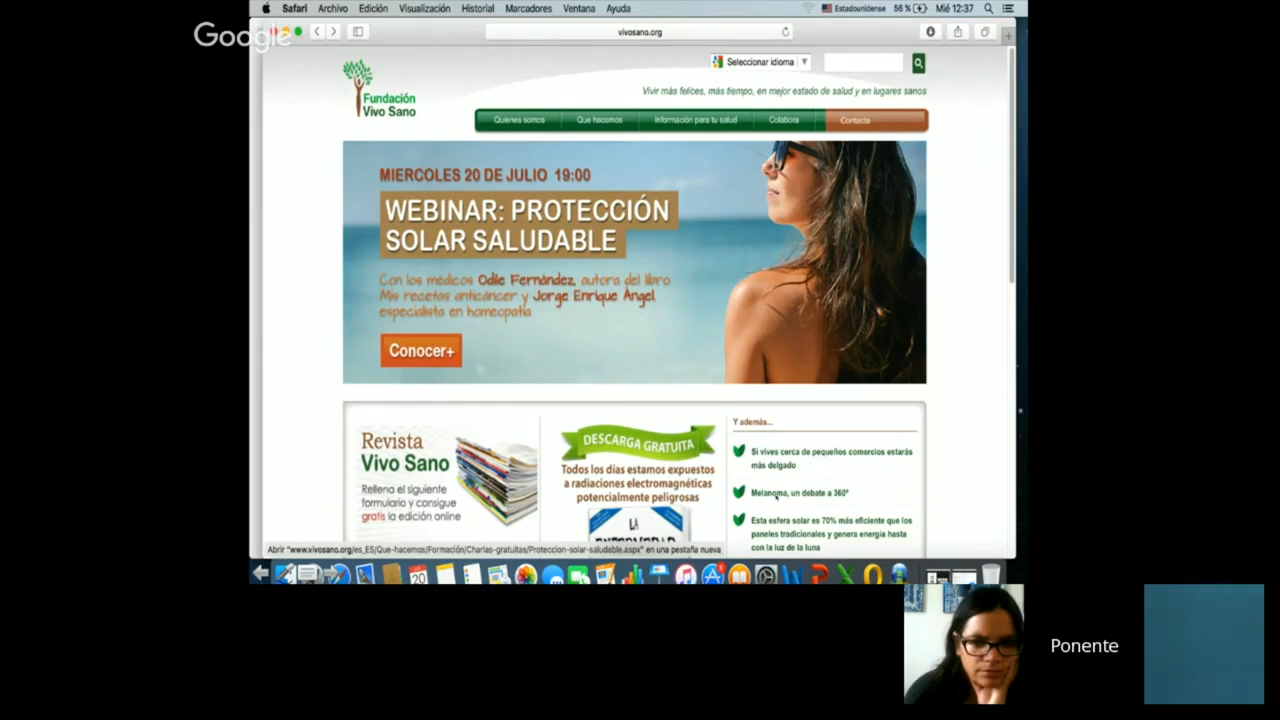 Safari Archivo Edición Visualización Historial Marcadores Ventana Ayuda Estadounidense 56 % Mié 12:37
Google
vivosano.org
Seleccionar idioma
Fundación
Vivo Sano
Vivir más felices, más tiempo, en mejor estado de salud y en lugares sanos
Quienes somos Que hacemos Información para tu salud Colabora Contacta
MIERCOLES 20 DE JULIO 19:00
WEBINAR: PROTECCIÓN
SOLAR SALUDABLE
Con los médicos Odile Fernández, autora del libro
Mis recetas anticáncer y Jorge Enrique Ángel
especialista en homeopatía
Conocer+
Revista
Vivo Sano
Rellena el siguiente
formulario y consigue
gratis la edición online
DESCARGA GRATUITA
Todos los días estamos expuestos
a radiaciones electromagnéticas
potencialmente peligrosas
LA
Y además...
Si vives cerca de pequeños comercios estarás
más delgado
Melanoma, un debate a 360º
Esta esfera solar es 70% más eficiente que los
paneles tradicionales y genera energía hasta
con la luz de la luna
Abrir "www.vivosano.org/es_ES/Que-hacemos/Formación/Charlas-gratuitas/Proteccion-solar-saludable.aspx" en una pestaña nueva
20
Ponente